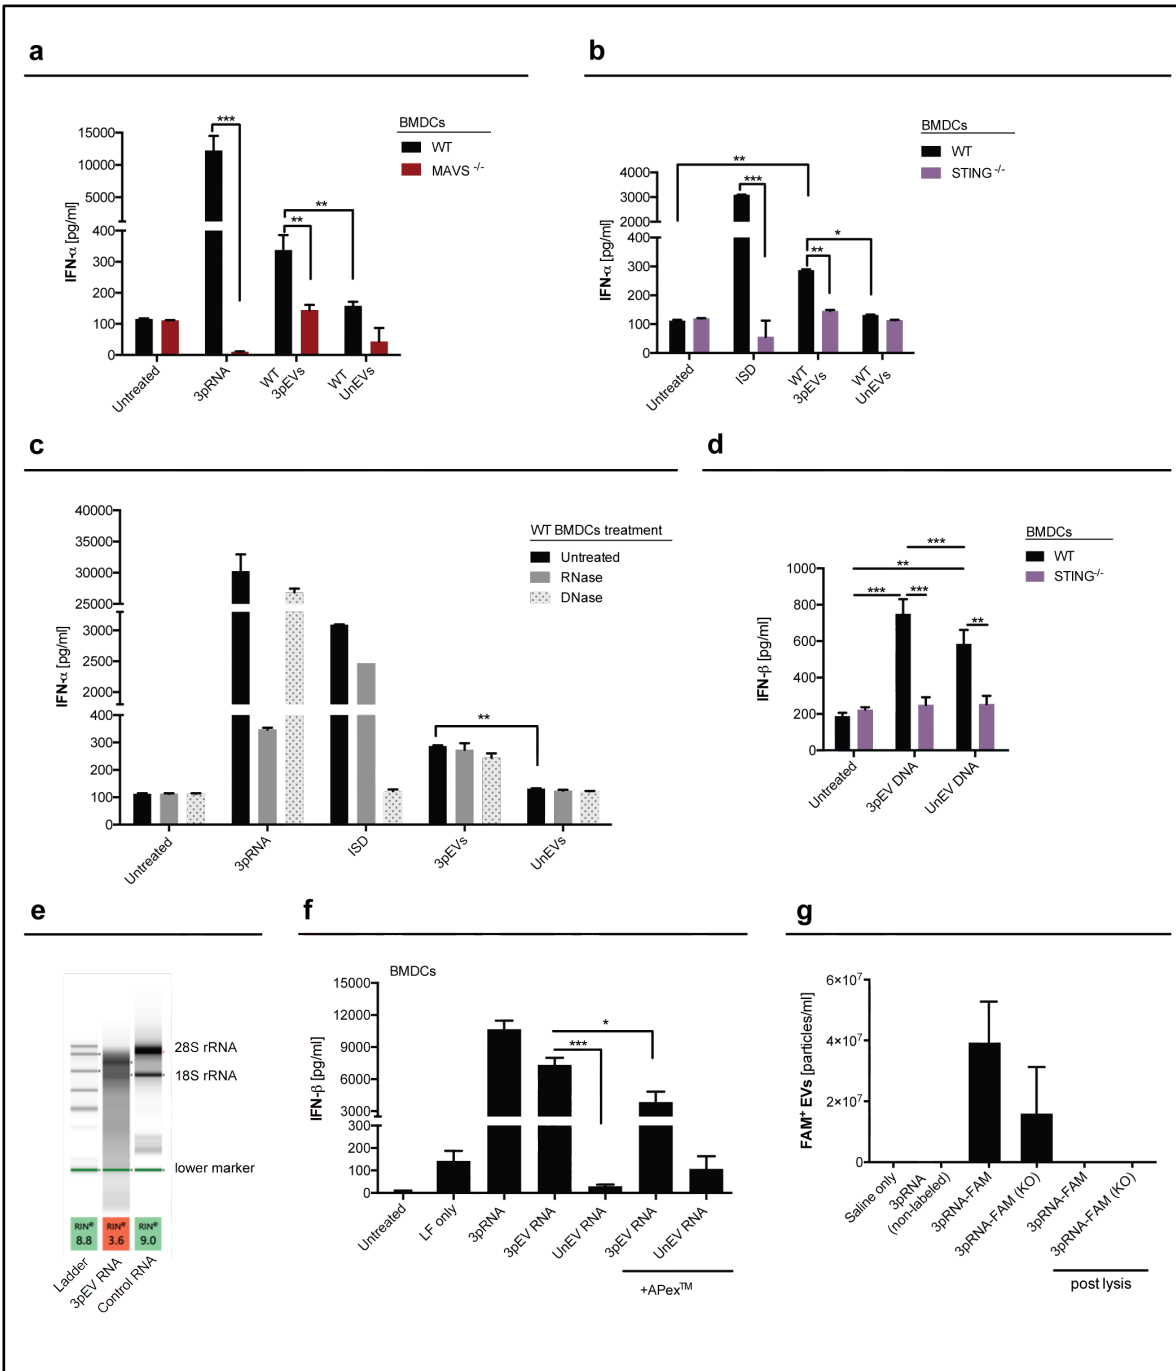 a
BMDCs
WT
MAVS -/-
IFN-α [pg/ml]
15000
10000
5000
400
300
200
100
0
***
**
**
Untreated
3pRNA
WT 3pEVs
WT UnEVs
b
BMDCs
WT
STING -/-
IFN-α [pg/ml]
4000
3000
2000
400
300
200
100
0
**
***
*
**
Untreated
ISD
WT 3pEVs
WT UnEVs
c
WT BMDCs treatment
Untreated
RNase
DNase
IFN-α [pg/ml]
40000
35000
30000
25000
3000
2500
2000
400
300
200
100
0
**
Untreated
3pRNA
ISD
3pEVs
UnEVs
d
BMDCs
WT
STING-/-
IFN-β [pg/ml]
1000
800
600
400
200
0
***
**
***
***
**
Untreated
3pEV DNA
UnEV DNA
e
28S rRNA
18S rRNA
lower marker
RINe
8.8
RINe
3.6
RINe
9.0
Ladder
3pEV RNA
Control RNA
f
BMDCs
IFN-β [pg/ml]
15000
12000
9000
6000
3000
300
200
100
0
*
***
Untreated
LF only
3pRNA
3pEV RNA
UnEV RNA
3pEV RNA
UnEV RNA
+APex™
g
FAM+ EVs [particles/ml]
6×10⁷
4×10⁷
2×10⁷
0
Saline only
3pRNA
(non-labeled)
3pRNA-FAM
3pRNA-FAM (KO)
3pRNA-FAM
3pRNA-FAM (KO)
post lysis